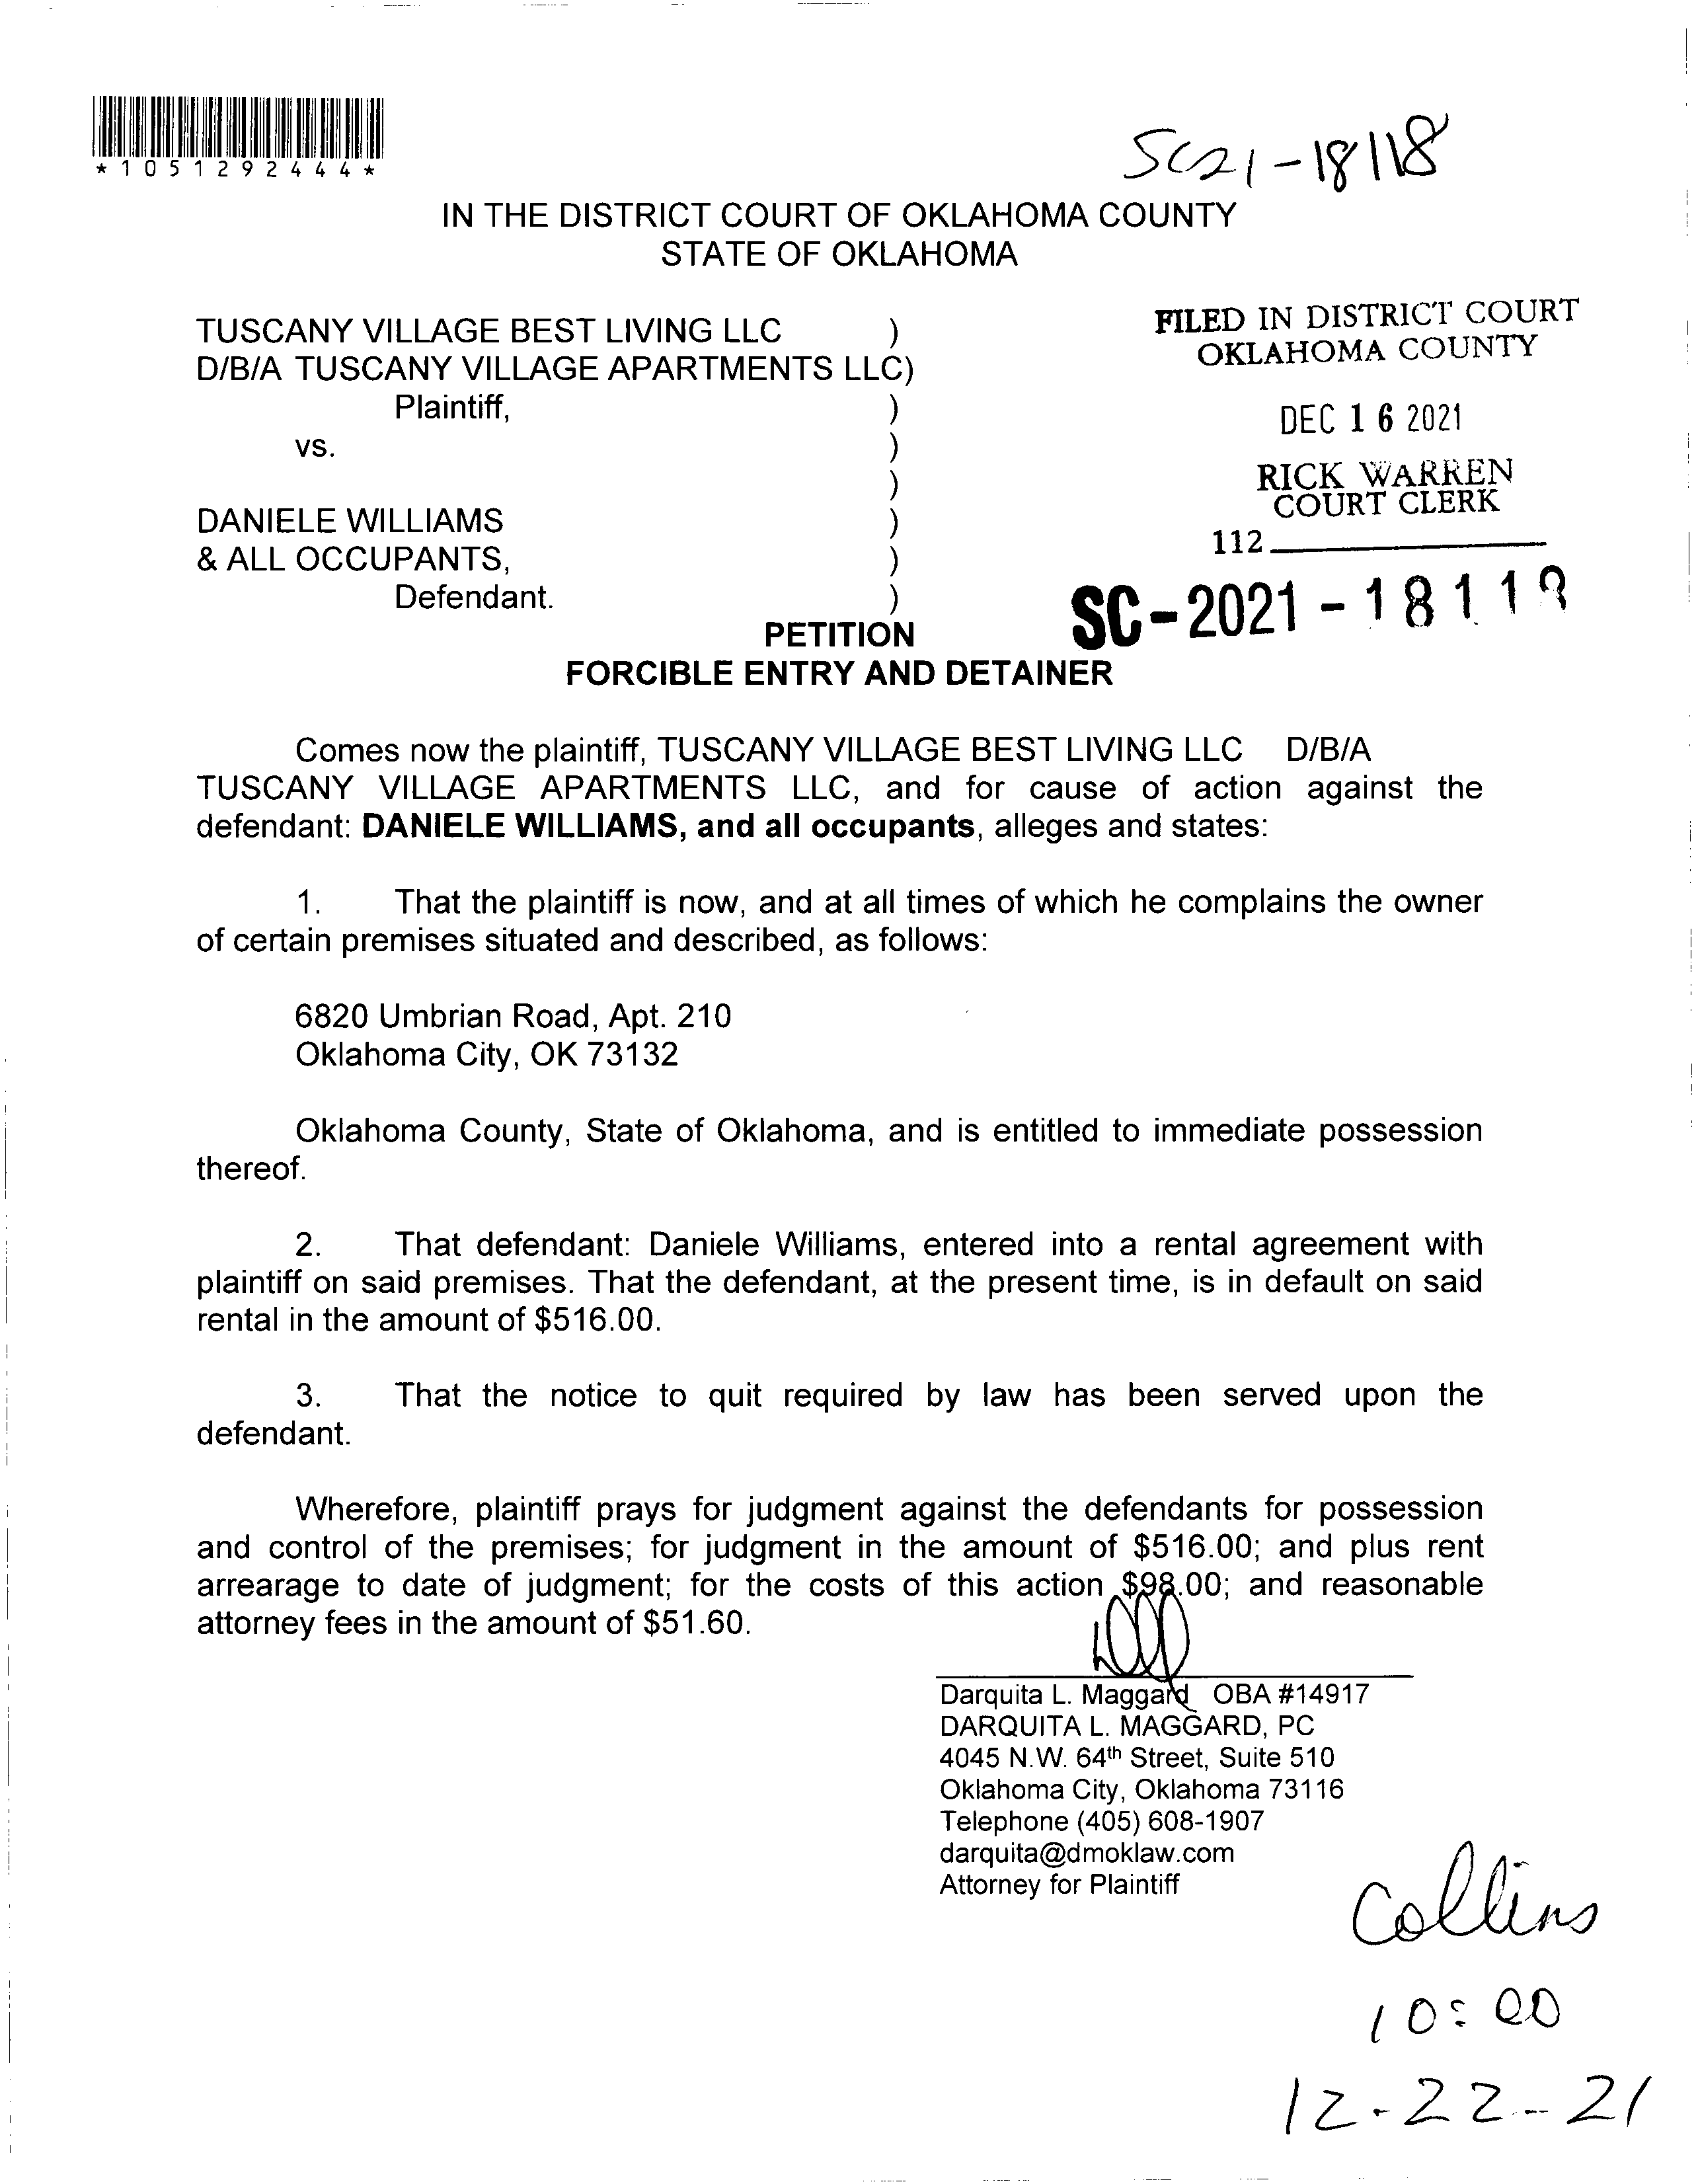 *1051292444*
SC21-18118
IN THE DISTRICT COURT OF OKLAHOMA COUNTY
STATE OF OKLAHOMA
TUSCANY VILLAGE BEST LIVING LLC )
D/B/A TUSCANY VILLAGE APARTMENTS LLC)
Plaintiff, )
vs. )
)
DANIELE WILLIAMS )
& ALL OCCUPANTS, )
Defendant. )
FILED IN DISTRICT COURT
OKLAHOMA COUNTY
DEC 16 2021
RICK WARREN
COURT CLERK
112
SC-2021-18118
PETITION
FORCIBLE ENTRY AND DETAINER
Comes now the plaintiff, TUSCANY VILLAGE BEST LIVING LLC D/B/A
TUSCANY VILLAGE APARTMENTS LLC, and for cause of action against the
defendant: DANIELE WILLIAMS, and all occupants, alleges and states:
1. That the plaintiff is now, and at all times of which he complains the owner
of certain premises situated and described, as follows:
6820 Umbrian Road, Apt. 210
Oklahoma City, OK 73132
Oklahoma County, State of Oklahoma, and is entitled to immediate possession
thereof.
2. That defendant: Daniele Williams, entered into a rental agreement with
plaintiff on said premises. That the defendant, at the present time, is in default on said
rental in the amount of $516.00.
3. That the notice to quit required by law has been served upon the
defendant.
Wherefore, plaintiff prays for judgment against the defendants for possession
and control of the premises; for judgment in the amount of $516.00; and plus rent
arrearage to date of judgment; for the costs of this action $98.00; and reasonable
attorney fees in the amount of $51.60.
Darquita L. Maggard OBA #14917
DARQUITA L. MAGGARD, PC
4045 N.W. 64th Street, Suite 510
Oklahoma City, Oklahoma 73116
Telephone (405) 608-1907
darquita@dmoklaw.com
Attorney for Plaintiff
Collins
10:00
12-22-21